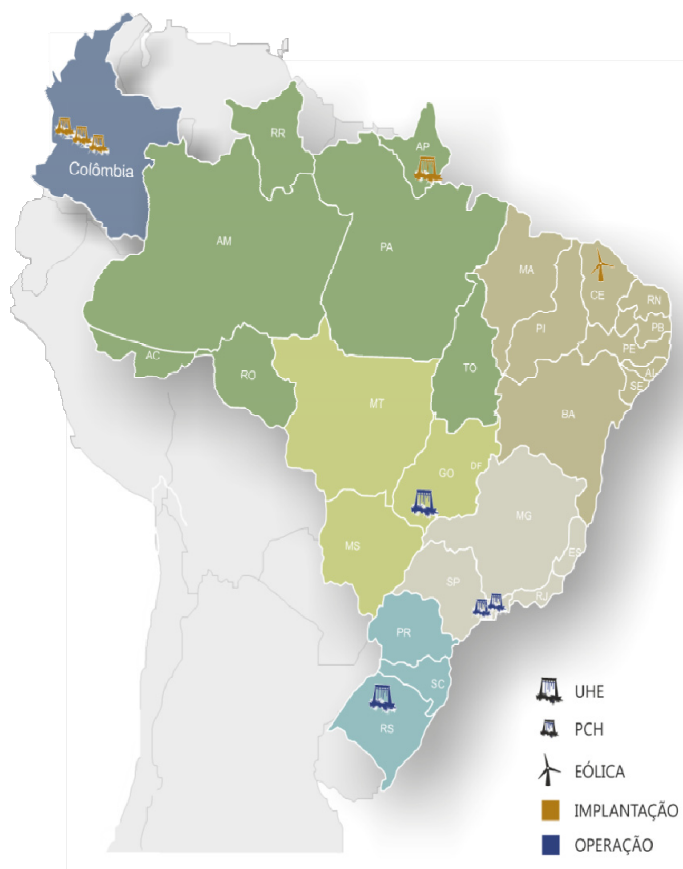 RR
AP
Colômbia
AM
PA
MA
CE
RN
PB
PI
PE
AL
SE
AC
RO
TO
BA
MT
GO
DF
MG
ES
MS
SP
RJ
PR
SC
RS
UHE
PCH
EÓLICA
IMPLANTAÇÃO
OPERAÇÃO